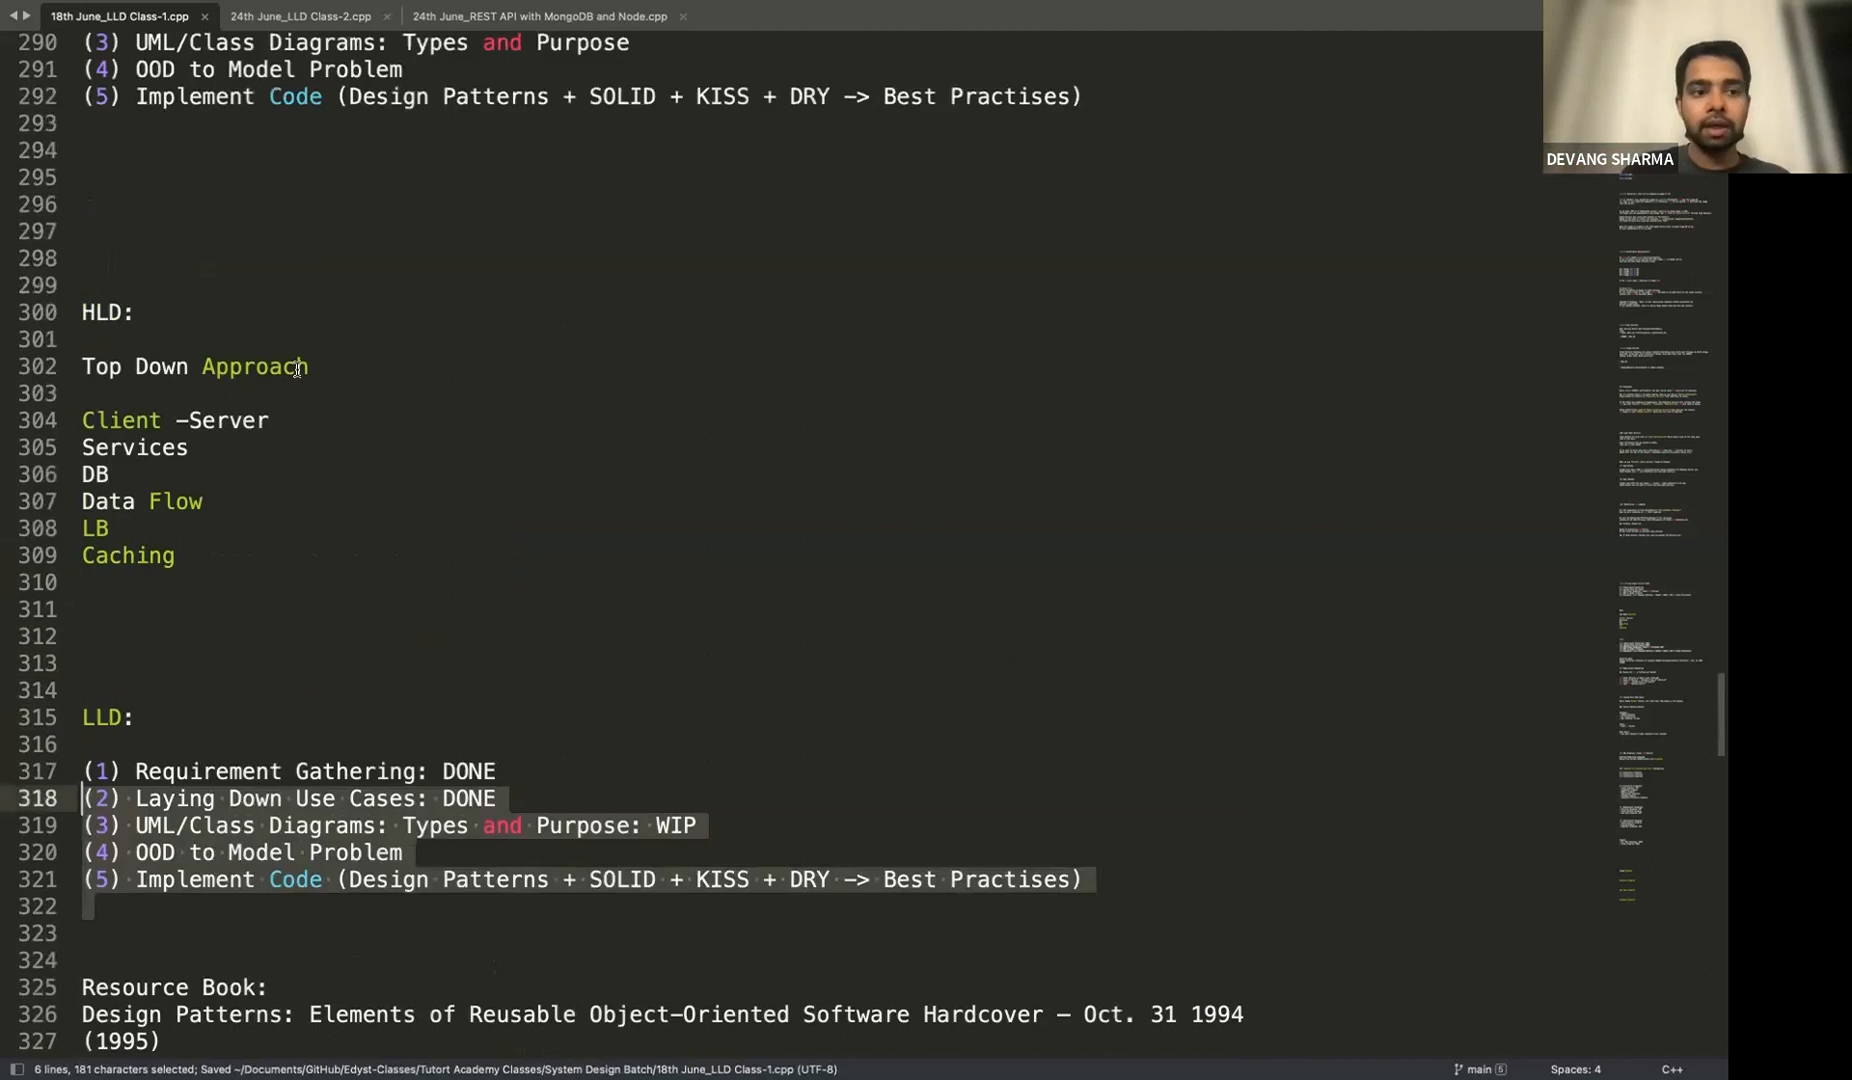 18th June_LLD Class-1.cpp
24th June_LLD Class-2.cpp
24th June_REST API with MongoDB and Node.cpp
290 (3) UML/Class Diagrams: Types and Purpose
291 (4) OOD to Model Problem
292 (5) Implement Code (Design Patterns + SOLID + KISS + DRY -> Best Practises)
293
294
295
296
297
298
299
300 HLD:
301
302 Top Down Approach
303
304 Client -Server
305 Services
306 DB
307 Data Flow
308 LB
309 Caching
310
311
312
313
314
315 LLD:
316
317 (1) Requirement Gathering: DONE
318 (2) Laying Down Use Cases: DONE
319 (3) UML/Class Diagrams: Types and Purpose: WIP
320 (4) OOD to Model Problem
321 (5) Implement Code (Design Patterns + SOLID + KISS + DRY -> Best Practises)
322
323
324
325 Resource Book:
326 Design Patterns: Elements of Reusable Object-Oriented Software Hardcover – Oct. 31 1994
327 (1995)
DEVANG SHARMA
6 lines, 181 characters selected; Saved ~/Documents/GitHub/Edyst-Classes/Tutort Academy Classes/System Design Batch/18th June_LLD Class-1.cpp (UTF-8)
main 5
Spaces: 4
C++